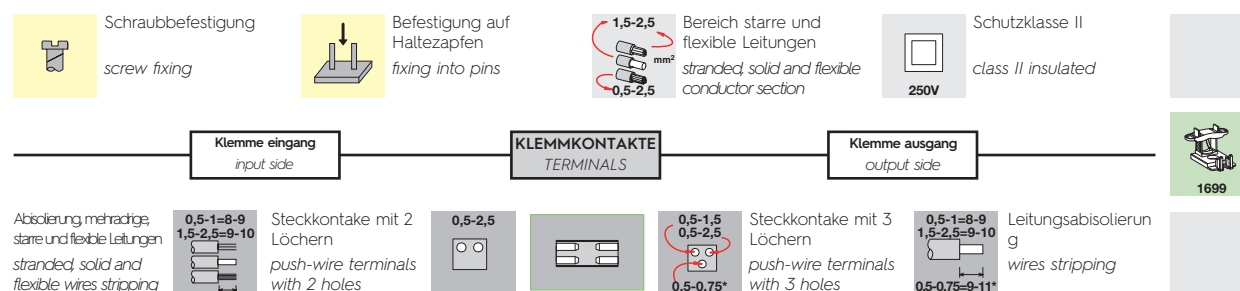 Schraubbefestigung
screw fixing
Befestigung auf
Haltezapfen
fixing into pins
1,5-2,5
mm²
0,5-2,5
Bereich starre und
flexible Leitungen
stranded, solid and flexible
conductor section
250V
Schutzklasse II
class II insulated
Klemme eingang
input side
KLEMMKONTAKTE
TERMINALS
Klemme ausgang
output side
1699
Abisolierung, mehradrige,
starre und flexible Leitungen
stranded, solid and
flexible wires stripping
0,5-1=8-9
1,5-2,5=9-10
Steckkontake mit 2
Löchern
push-wire terminals
with 2 holes
0,5-2,5
0,5-1,5
0,5-2,5
0,5-0,75*
Steckkontake mit 3
Löchern
push-wire terminals
with 3 holes
0,5-1=8-9
1,5-2,5=9-10
0,5-0,75=9-11*
Leitungsabisolierun
g
wires stripping